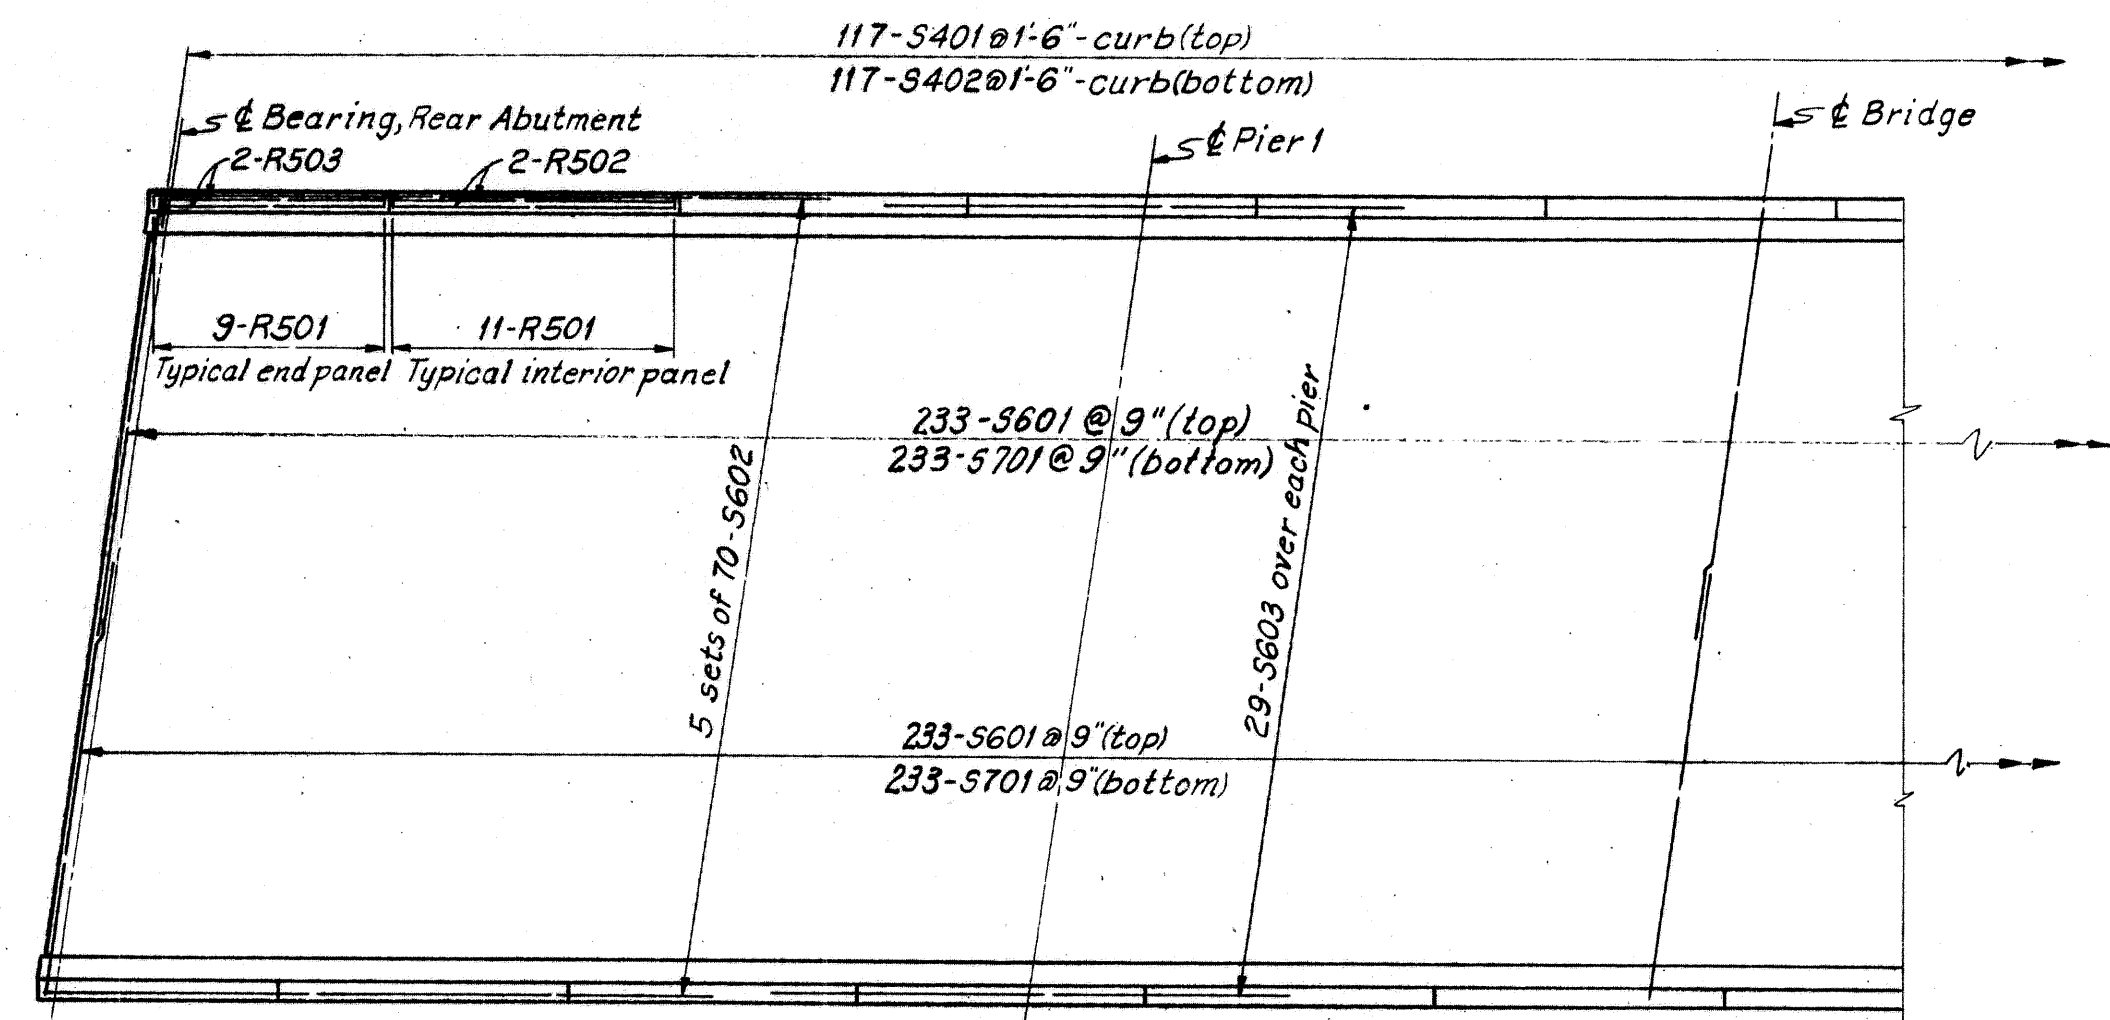 117-S401@1'-6"-curb(top)
117-S402@1'-6"-curb(bottom)
℄ Bearing, Rear Abutment
℄ Bridge
℄ Pier 1
2-R503
2-R502
9-R501
11-R501
Typical end panel
Typical interior panel
233-S601 @ 9"(top)
233-S701 @ 9"(bottom)
5 sets of 70-S602
29-S603 over each pier
233-S601@9"(top)
233-S701@9"(bottom)